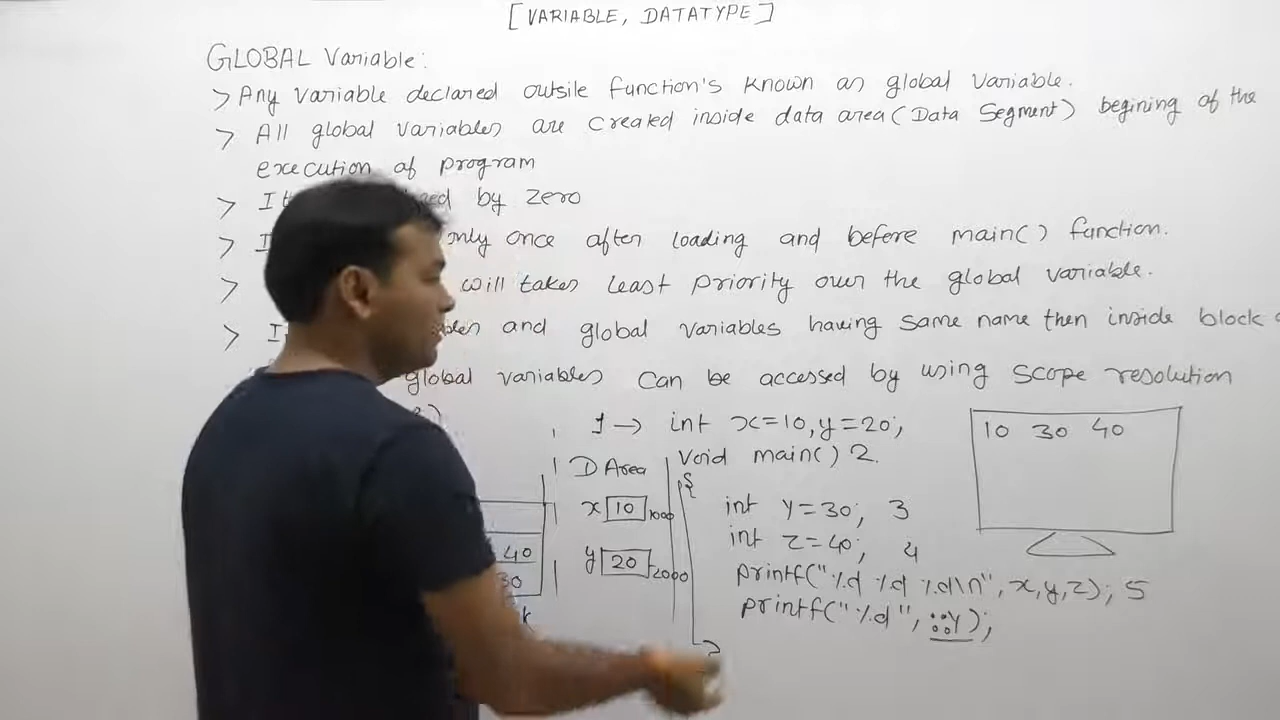 [VARIABLE, DATATYPE]
GLOBAL Variable:
> Any variable declared outsile function's known as global variable.
> All global variables are created inside data area (Data Segment) begining of the
execution of program
> by zero
> only once after loading and before main() function.
> will takes least priority over the global variable.
> and global variables having same name then inside block
global variables can be accessed by using scope resolution
1 → int x=10,y=20;
D Area void main() 2.
{
x 10 1000 int y=30; 3
int z=40; 4
40
y 20 2000 printf("%d %d %d\n", x,y,z); 5
30
printf("%d", ::y);
}
10 30 40